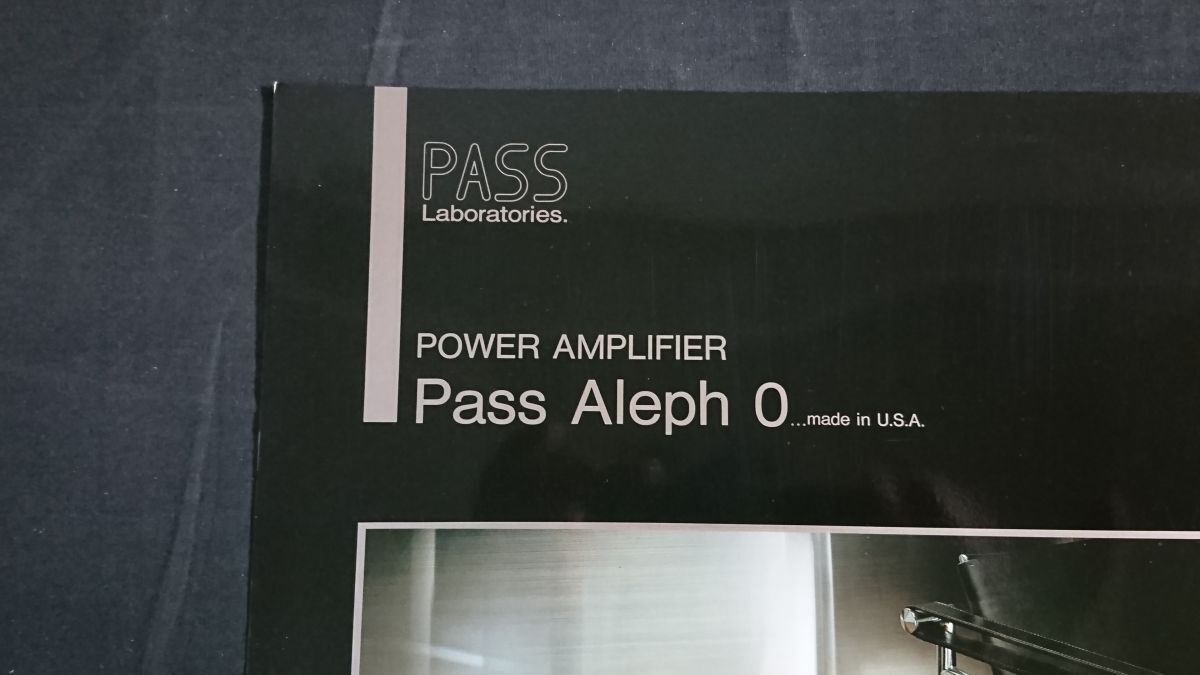 PASS
Laboratories.
POWER AMPLIFIER
Pass Aleph 0...made in U.S.A.